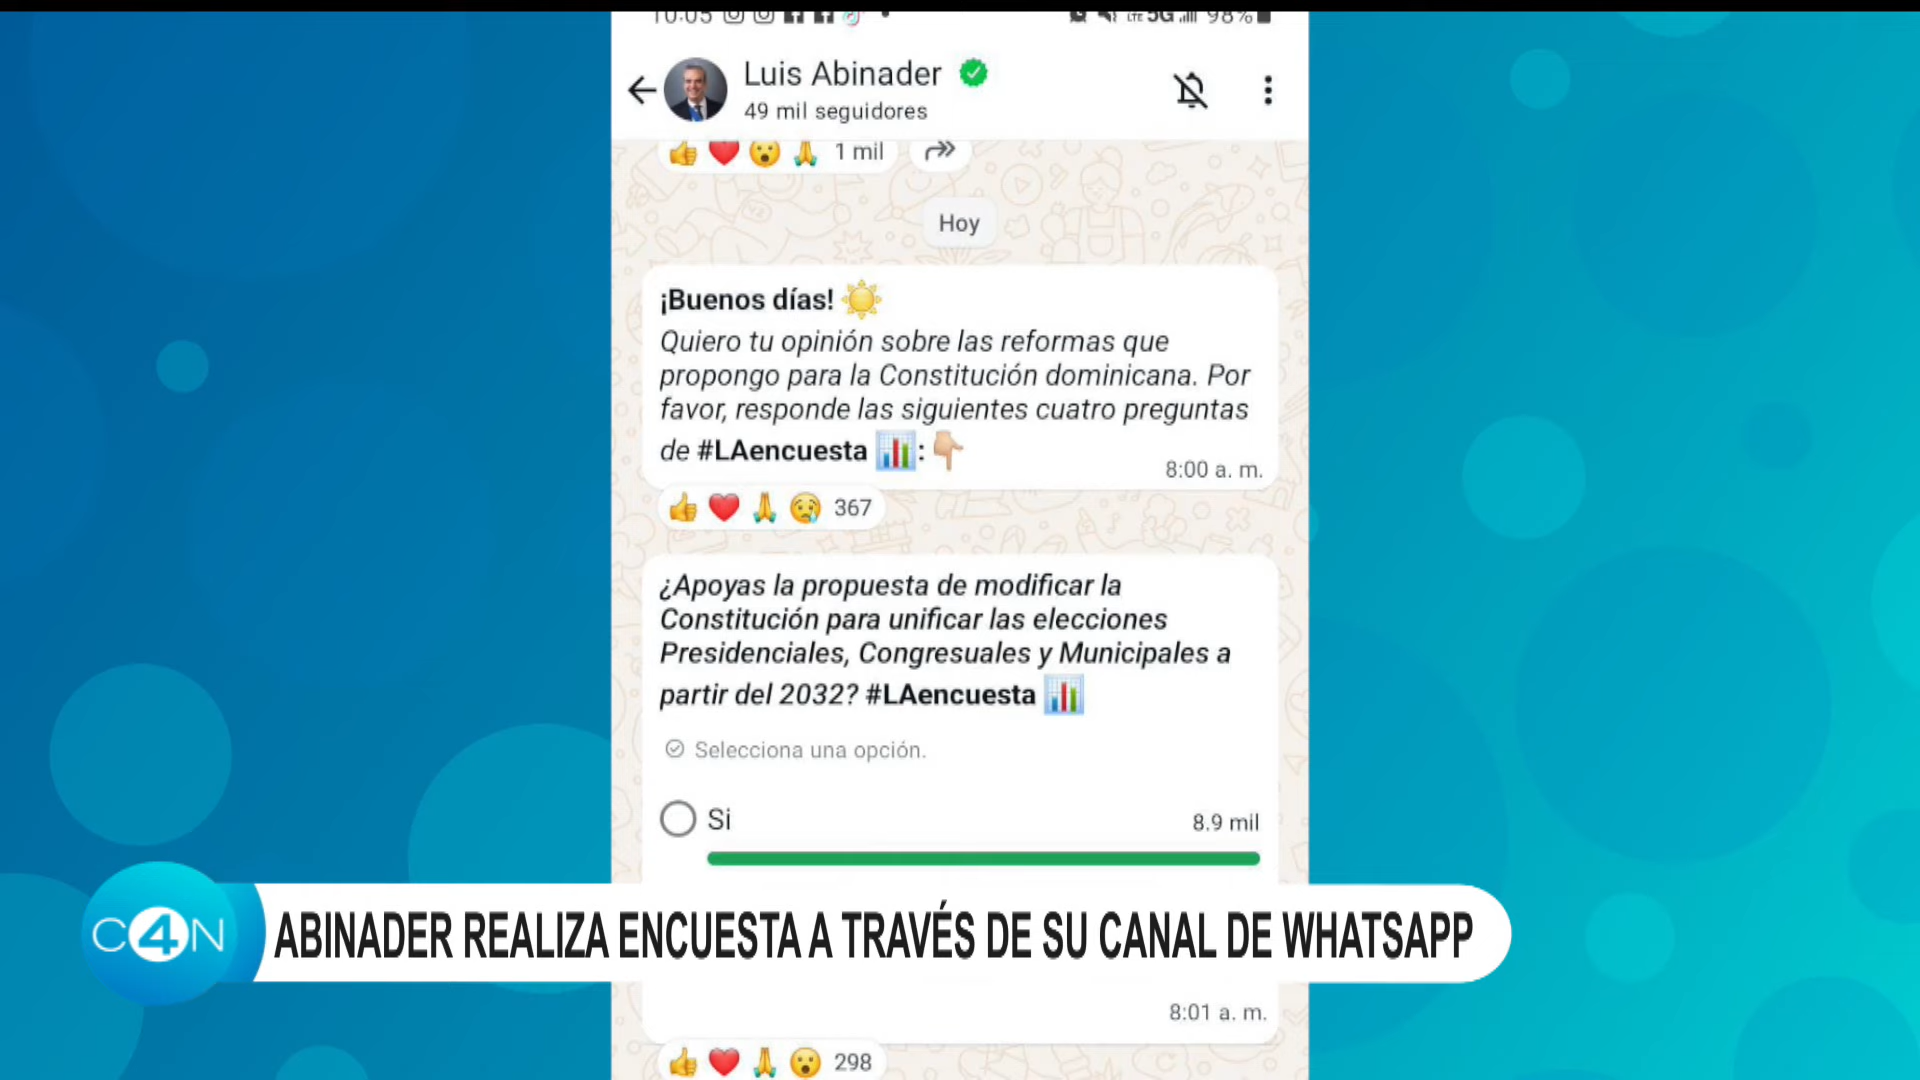 10:05
LTE 5G 98%
Luis Abinader
49 mil seguidores
1 mil
Hoy
¡Buenos días!
Quiero tu opinión sobre las reformas que
propongo para la Constitución dominicana. Por
favor, responde las siguientes cuatro preguntas
de #LAencuesta :
8:00 a. m.
367
¿Apoyas la propuesta de modificar la
Constitución para unificar las elecciones
Presidenciales, Congresuales y Municipales a
partir del 2032? #LAencuesta
Selecciona una opción.
Si 8.9 mil
C4N
ABINADER REALIZA ENCUESTA A TRAVÉS DE SU CANAL DE WHATSAPP
8:01 a. m.
298